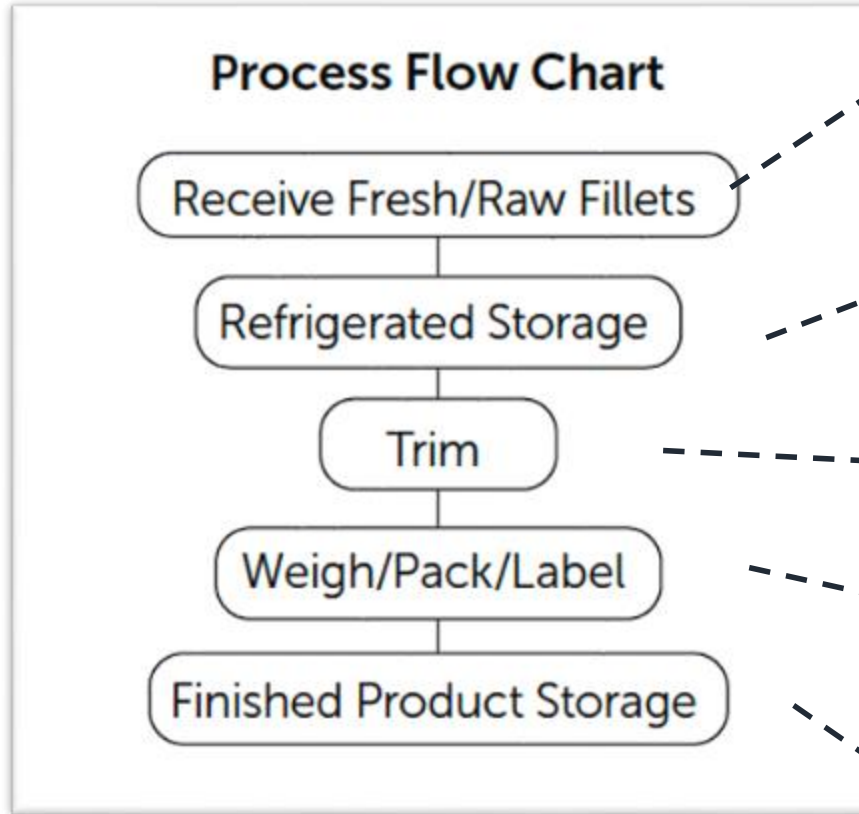 Process Flow Chart
Receive Fresh/Raw Fillets
Refrigerated Storage
Trim
Weigh/Pack/Label
Finished Product Storage